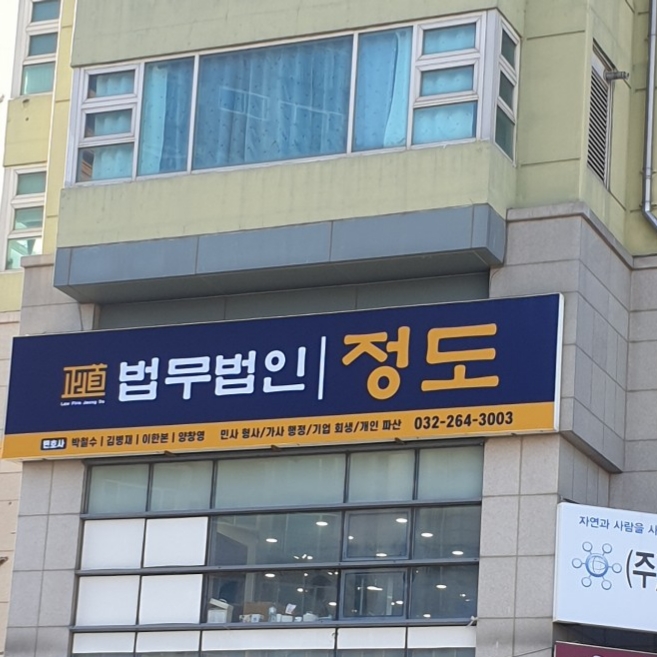 正道 법무법인 | 정도
Law Firm Jeong Do
변호사 박철수 | 김병재 | 이한본 | 양창영 민사 형사/가사 행정/기업 회생/개인 파산 032-264-3003
자연과 사람을
(주